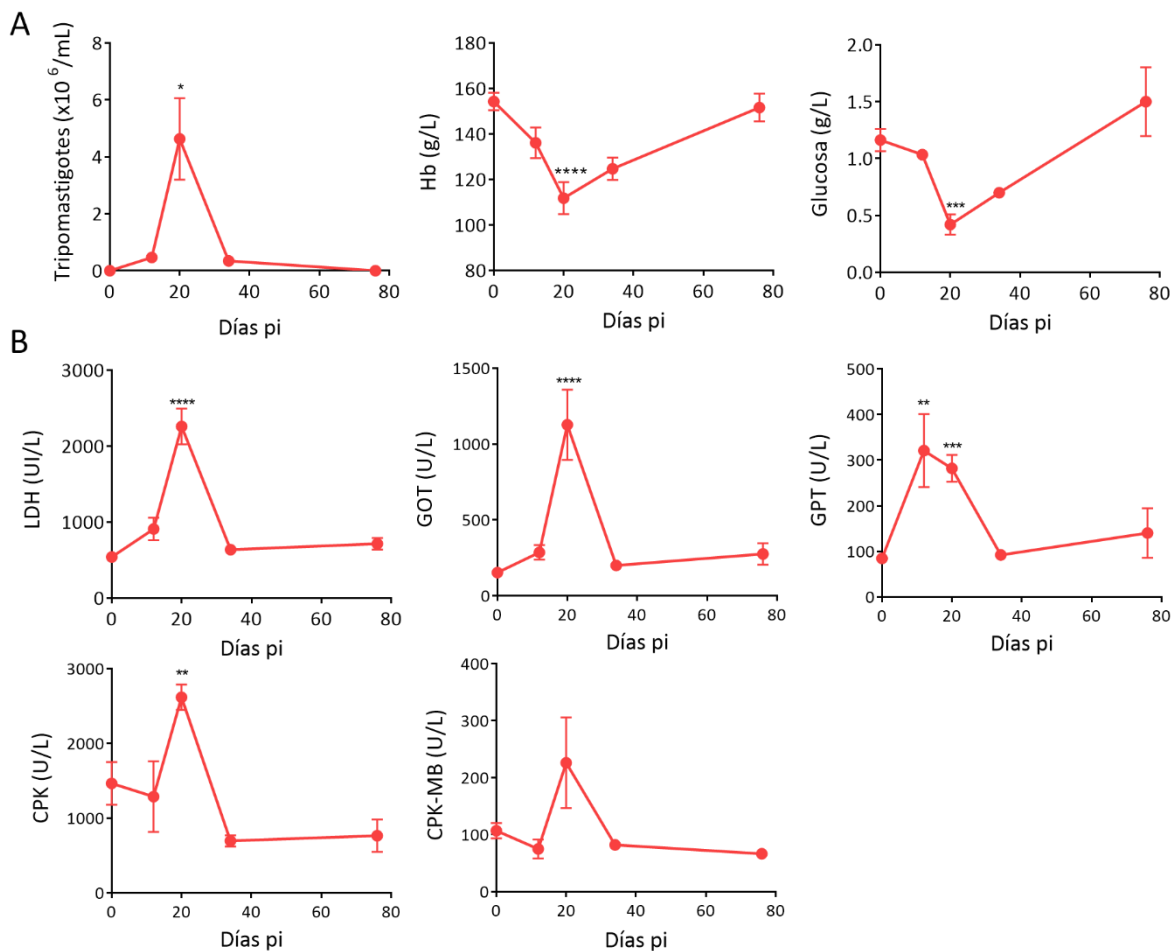 A
Tripomastigotes (x10 6/mL)
8
6
4
2
0
*
0 20 40 60 80
Días pi
Hb (g/L)
180
160
140
120
100
80
****
0 20 40 60 80
Días pi
Glucosa (g/L)
2.0
1.5
1.0
0.5
0.0
***
0 20 40 60 80
Días pi
B
LDH (UI/L)
3000
2000
1000
0
****
0 20 40 60 80
Días pi
GOT (U/L)
1500
1000
500
0
****
0 20 40 60 80
Días pi
GPT (U/L)
500
400
300
200
100
0
**
***
0 20 40 60 80
Días pi
CPK (U/L)
3000
2000
1000
0
**
0 20 40 60 80
Días pi
CPK-MB (U/L)
400
300
200
100
0
0 20 40 60 80
Días pi